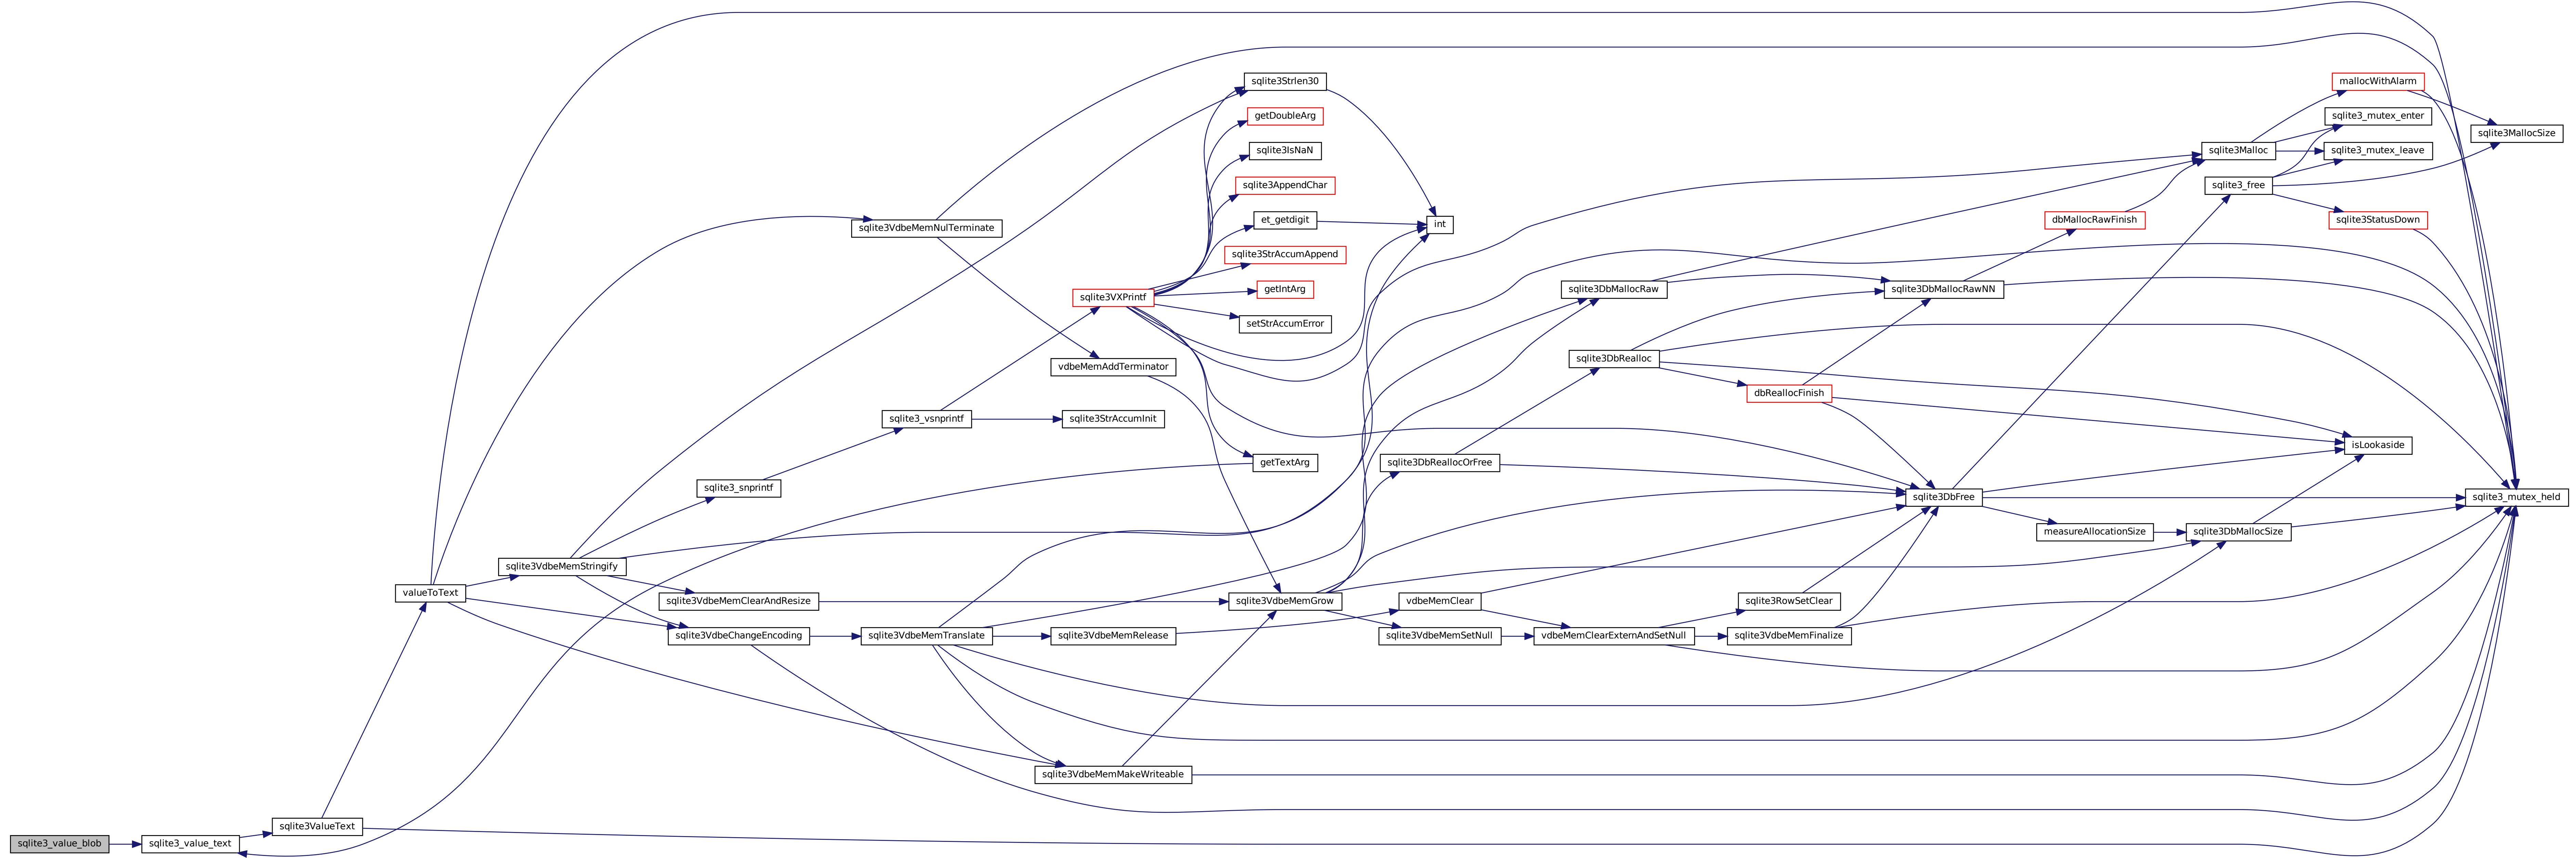 sqlite3_value_blob
sqlite3_value_text
sqlite3ValueText
valueToText
sqlite3VdbeMemStringify
sqlite3_snprintf
sqlite3VdbeMemClearAndResize
sqlite3VdbeChangeEncoding
sqlite3VdbeMemNulTerminate
sqlite3_vsnprintf
sqlite3VdbeMemTranslate
sqlite3VXPrintf
vdbeMemAddTerminator
sqlite3StrAccumInit
sqlite3VdbeMemRelease
sqlite3VdbeMemMakeWriteable
sqlite3Strlen30
getDoubleArg
sqlite3IsNaN
sqlite3AppendChar
et_getdigit
sqlite3StrAccumAppend
getIntArg
setStrAccumError
getTextArg
sqlite3VdbeMemGrow
int
sqlite3DbReallocOrFree
vdbeMemClear
sqlite3VdbeMemSetNull
sqlite3DbMallocRaw
sqlite3DbRealloc
vdbeMemClearExternAndSetNull
dbReallocFinish
sqlite3RowSetClear
sqlite3VdbeMemFinalize
sqlite3DbMallocRawNN
sqlite3DbFree
dbMallocRawFinish
measureAllocationSize
sqlite3Malloc
sqlite3_free
sqlite3DbMallocSize
mallocWithAlarm
sqlite3_mutex_enter
sqlite3_mutex_leave
sqlite3StatusDown
isLookaside
sqlite3MallocSize
sqlite3_mutex_held